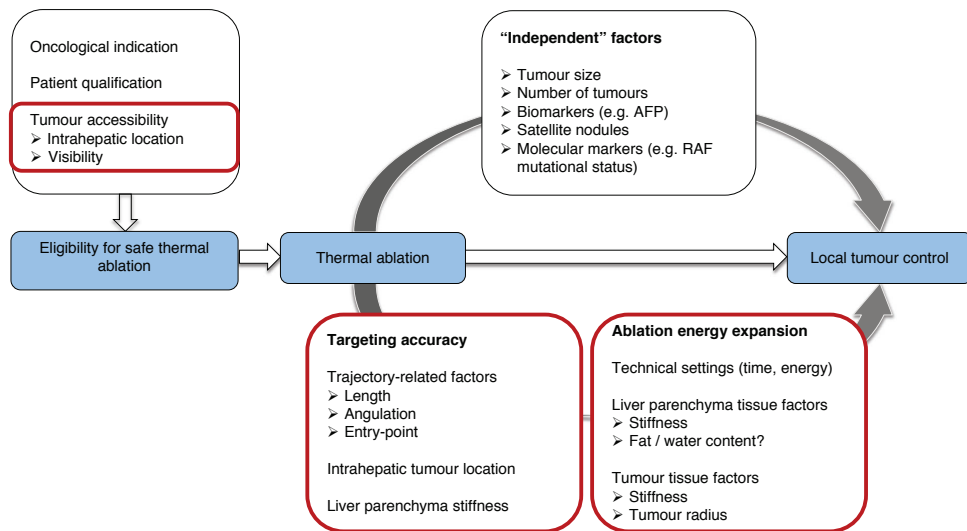 Oncological indication
Patient qualification
Tumour accessibility
➢ Intrahepatic location
➢ Visibility
“Independent” factors
➢ Tumour size
➢ Number of tumours
➢ Biomarkers (e.g. AFP)
➢ Satellite nodules
➢ Molecular markers (e.g. RAF
mutational status)
Eligibility for safe thermal
ablation
Thermal ablation
Local tumour control
Targeting accuracy
Trajectory-related factors
➢ Length
➢ Angulation
➢ Entry-point
Intrahepatic tumour location
Liver parenchyma stiffness
Ablation energy expansion
Technical settings (time, energy)
Liver parenchyma tissue factors
➢ Stiffness
➢ Fat / water content?
Tumour tissue factors
➢ Stiffness
➢ Tumour radius